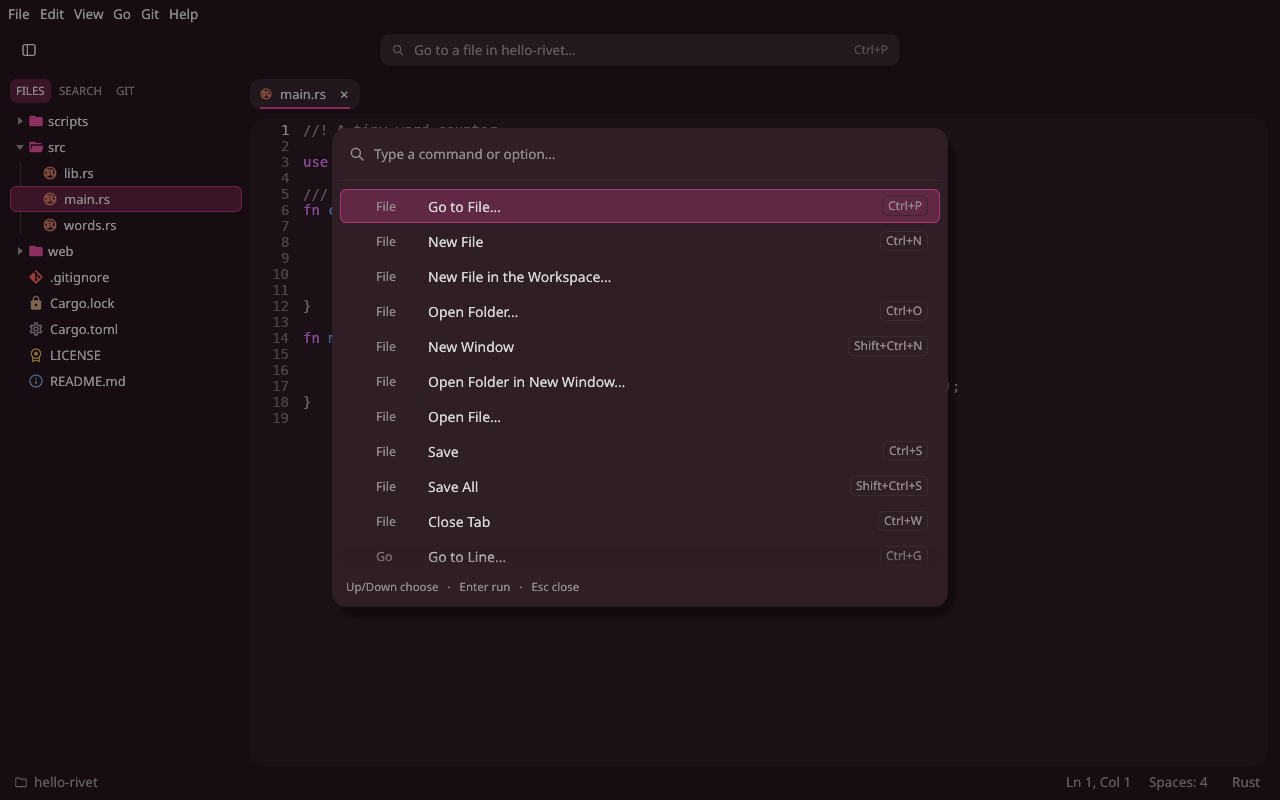 File Edit View Go Git Help
Go to a file in hello-rivet... Ctrl+P
FILES SEARCH GIT
main.rs ×
scripts
src
lib.rs
main.rs
words.rs
web
.gitignore
Cargo.lock
Cargo.toml
LICENSE
README.md
1 //! A tiny word counter
2
3 use
4
5 ///
6 fn
7
8
9
10
11
12 }
13
14 fn
15
16
17 ;
18 }
19
Type a command or option...
File Go to File... Ctrl+P
File New File Ctrl+N
File New File in the Workspace...
File Open Folder... Ctrl+O
File New Window Shift+Ctrl+N
File Open Folder in New Window...
File Open File...
File Save Ctrl+S
File Save All Shift+Ctrl+S
File Close Tab Ctrl+W
Go Go to Line... Ctrl+G
Up/Down choose · Enter run · Esc close
hello-rivet
Ln 1, Col 1 Spaces: 4 Rust